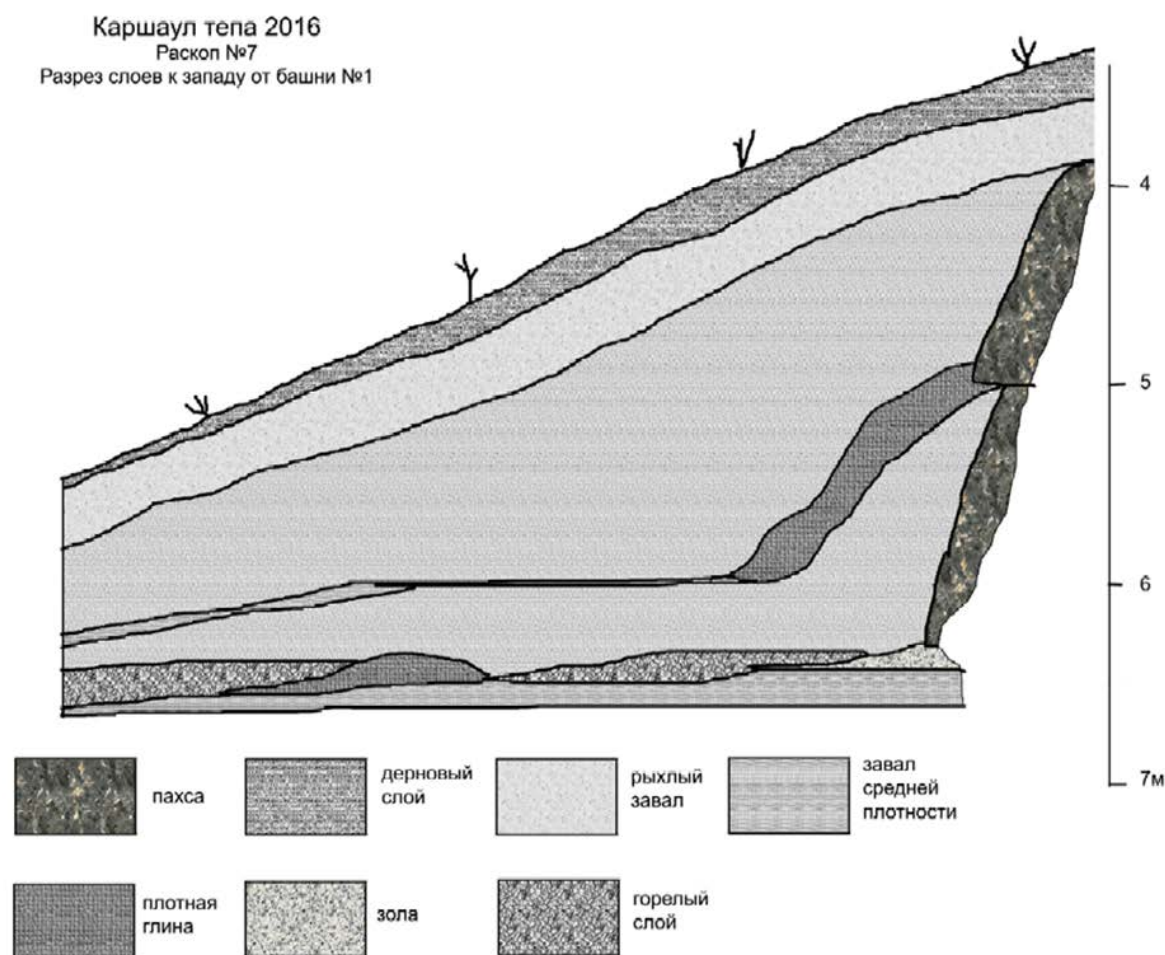 Каршаул тепа 2016
Раскоп №7
Разрез слоев к западу от башни №1
4
5
6
7м
пахса
дерновый
слой
рыхлый
завал
завал
средней
плотности
плотная
глина
зола
горелый
слой